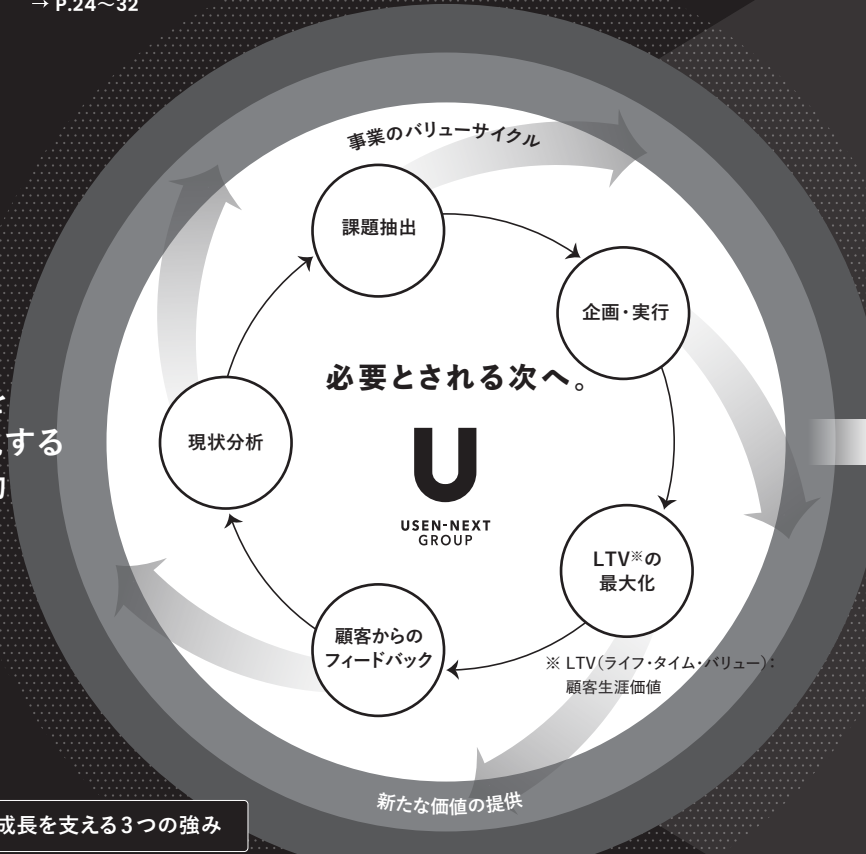 → P.24〜32
事業のバリューサイクル
課題抽出
企画・実行
必要とされる次へ。
する
現状分析
USEN-NEXT
GROUP
LTV※の
最大化
顧客からの
フィードバック
※ LTV（ライフ・タイム・バリュー）：
顧客生涯価値
新たな価値の提供
成長を支える3つの強み